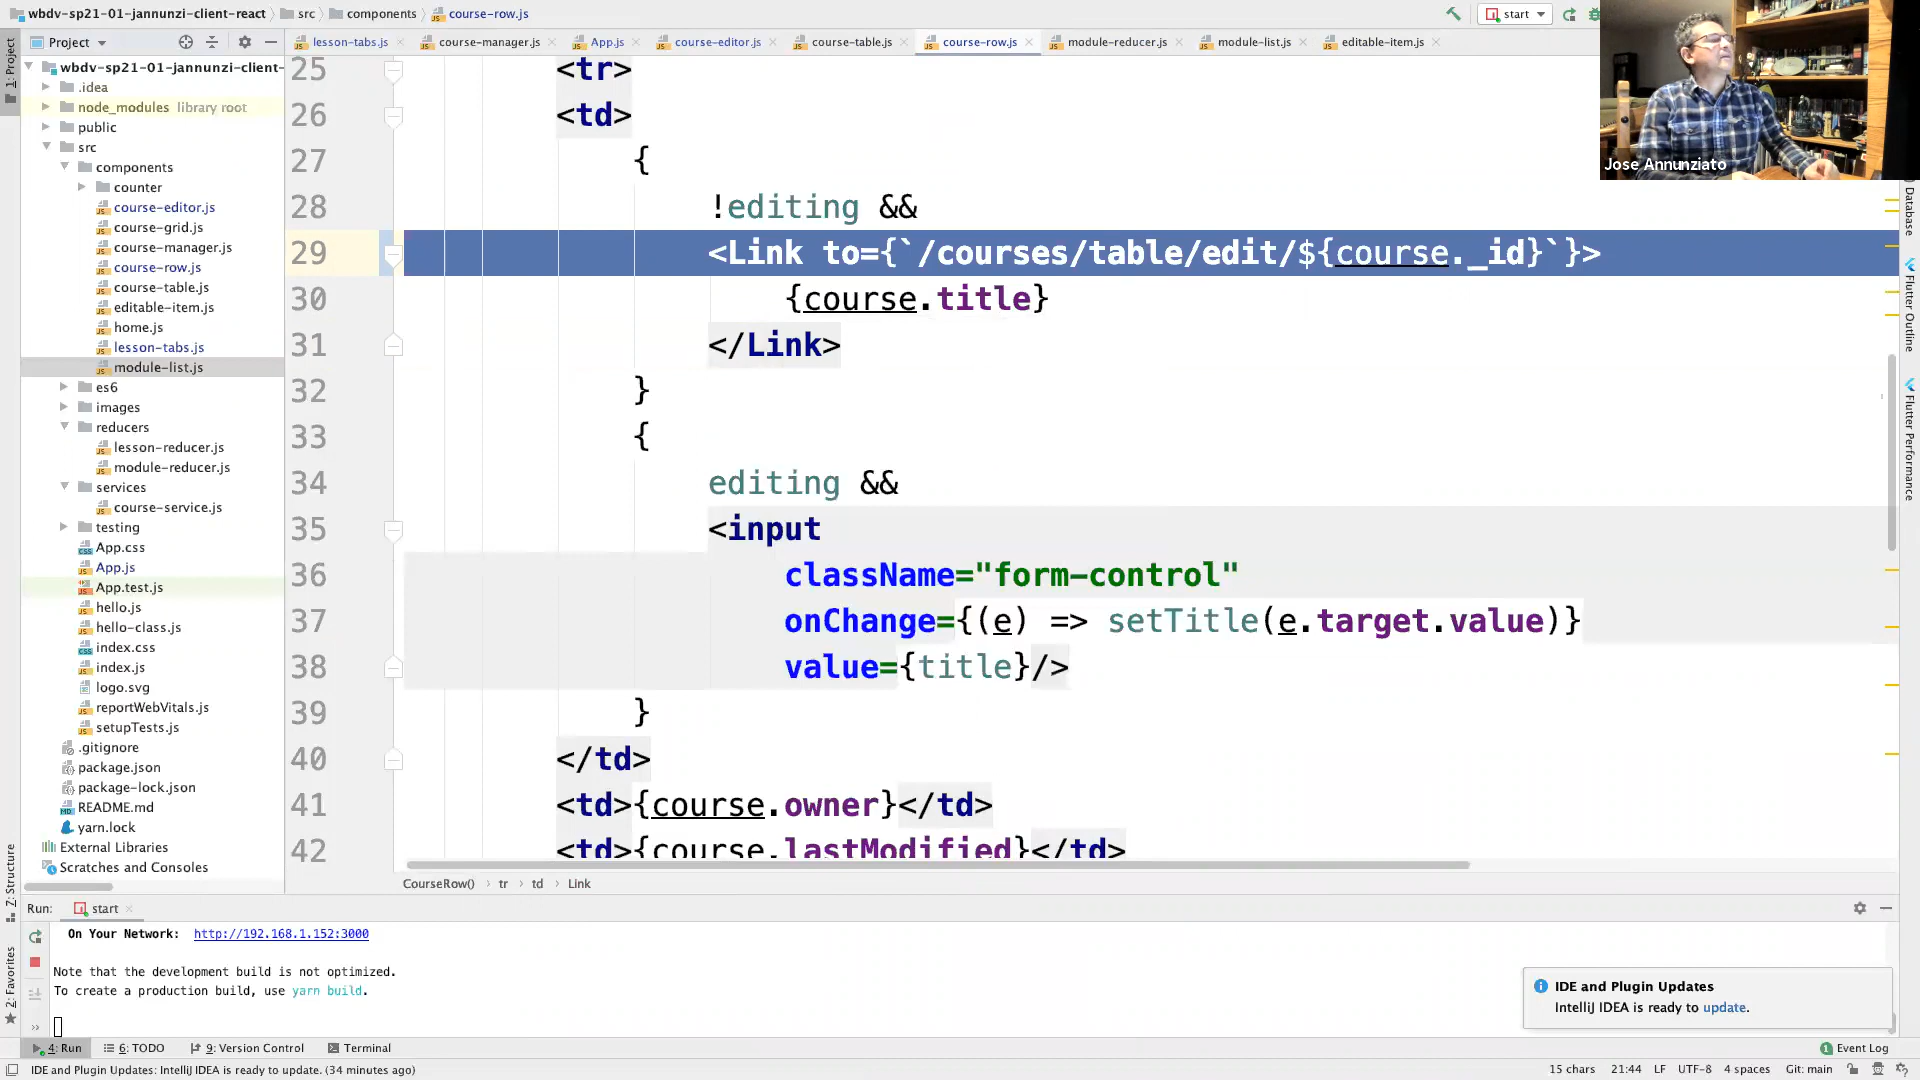 wbdv-sp21-01-jannunzi-client-react
src
components
course-row.js
start
Project
lesson-tabs.js
course-manager.js
App.js
course-editor.js
course-table.js
course-row.js
module-reducer.js
module-list.js
editable-item.js
1: Project
wbdv-sp21-01-jannunzi-client-
.idea
node_modules library root
public
src
components
counter
course-editor.js
course-grid.js
course-manager.js
course-row.js
course-table.js
editable-item.js
home.js
lesson-tabs.js
module-list.js
es6
images
reducers
lesson-reducer.js
module-reducer.js
services
course-service.js
testing
App.css
App.js
App.test.js
hello.js
hello-class.js
index.css
index.js
logo.svg
reportWebVitals.js
setupTests.js
.gitignore
package.json
package-lock.json
README.md
yarn.lock
External Libraries
Scratches and Consoles
25 <tr>
26 <td>
27 {
28 !editing &&
29 <Link to={`/courses/table/edit/${course._id}`}>
30 {course.title}
31 </Link>
32 }
33 {
34 editing &&
35 <input
36 className="form-control"
37 onChange={(e) => setTitle(e.target.value)}
38 value={title}/>
39 }
40 </td>
41 <td>{course.owner}</td>
42 <td>{course.lastModified}</td>
CourseRow() › tr › td › Link
Jose Annunziato
Database
Flutter Outline
Flutter Performance
Z: Structure
2: Favorites
Run: start
On Your Network: http://192.168.1.152:3000
Note that the development build is not optimized.
To create a production build, use yarn build.
IDE and Plugin Updates
IntelliJ IDEA is ready to update.
4: Run
6: TODO
9: Version Control
Terminal
1 Event Log
IDE and Plugin Updates: IntelliJ IDEA is ready to update. (34 minutes ago)
15 chars
21:44
LF
UTF-8
4 spaces
Git: main